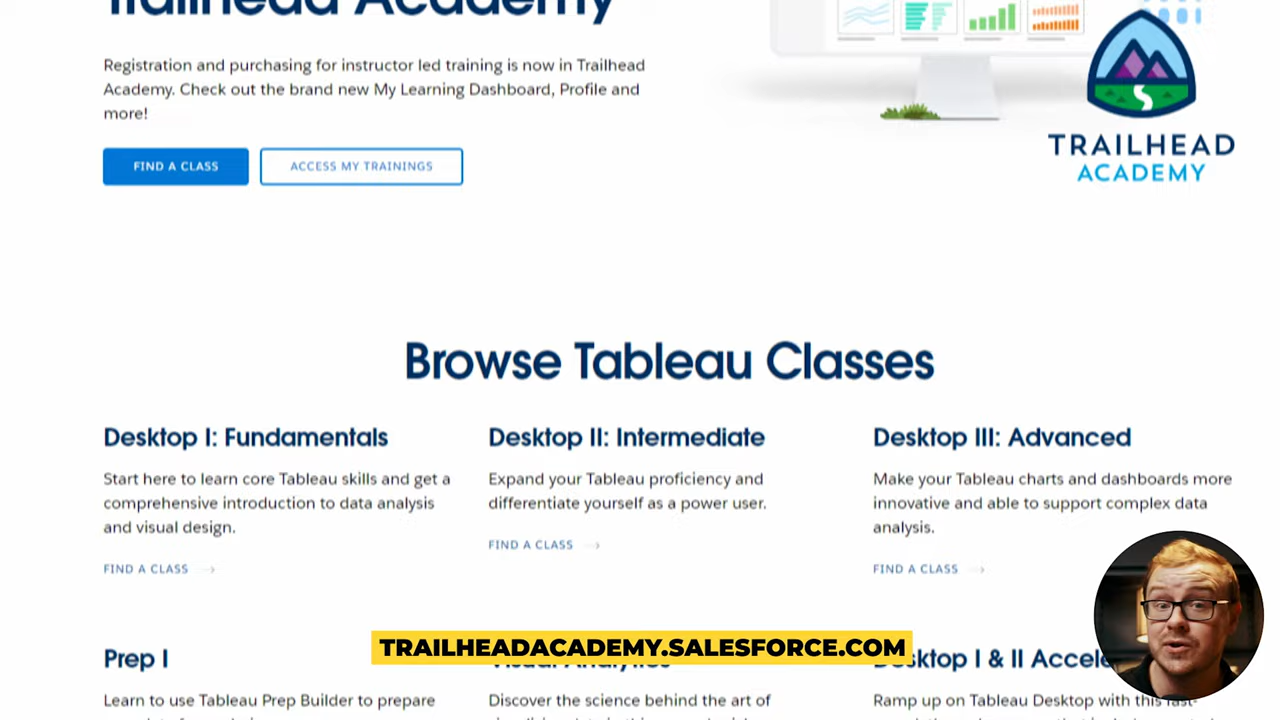 Trailhead Academy
Registration and purchasing for instructor led training is now in Trailhead
Academy. Check out the brand new My Learning Dashboard, Profile and
more!
FIND A CLASS
ACCESS MY TRAININGS
TRAILHEAD
ACADEMY
Browse Tableau Classes
Desktop I: Fundamentals
Start here to learn core Tableau skills and get a
comprehensive introduction to data analysis
and visual design.
FIND A CLASS
Desktop II: Intermediate
Expand your Tableau proficiency and
differentiate yourself as a power user.
FIND A CLASS
Desktop III: Advanced
Make your Tableau charts and dashboards more
innovative and able to support complex data
analysis.
FIND A CLASS
TRAILHEADACADEMY.SALESFORCE.COM
Prep I
Learn to use Tableau Prep Builder to prepare
Visual Analytics
Discover the science behind the art of
Desktop I & II
Ramp up on Tableau Desktop with this fast-